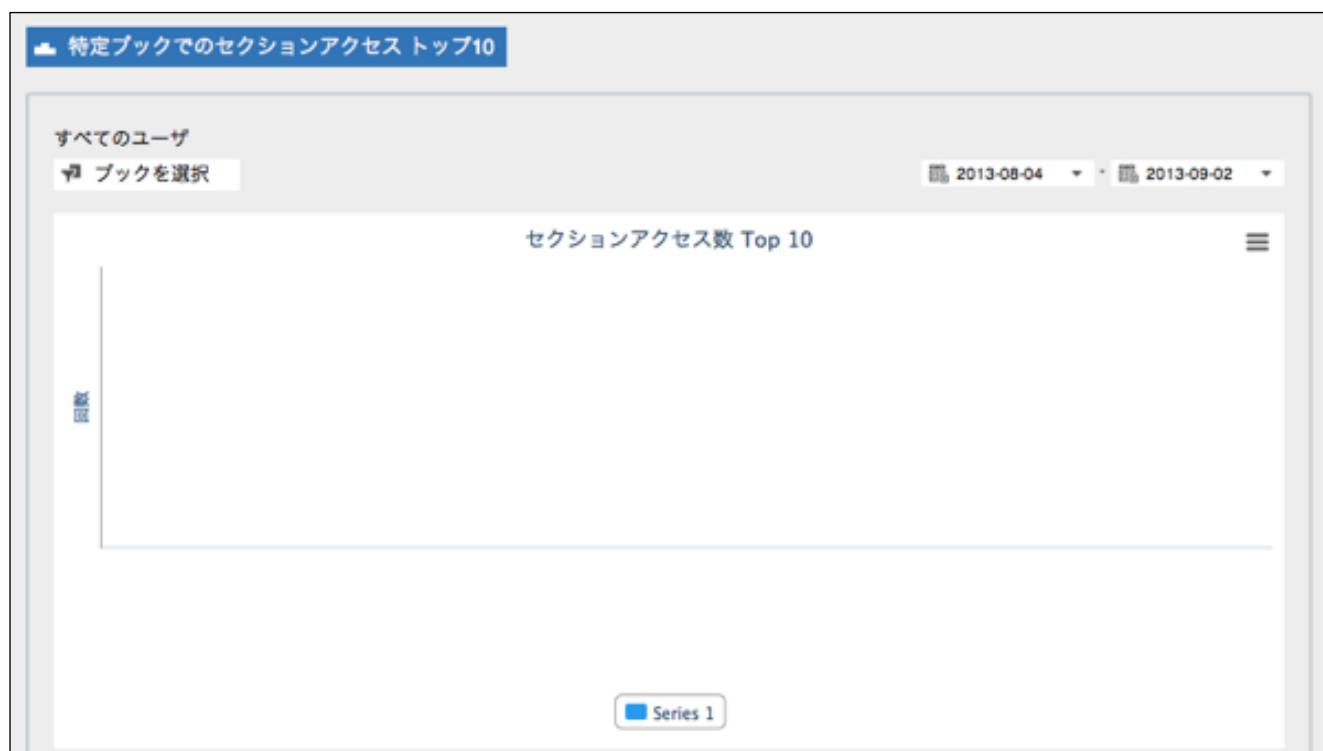 特定ブックでのセクションアクセス トップ10
すべてのユーザ
ブックを選択
2013-08-04 - 2013-09-02
セクションアクセス数 Top 10
回数
Series 1